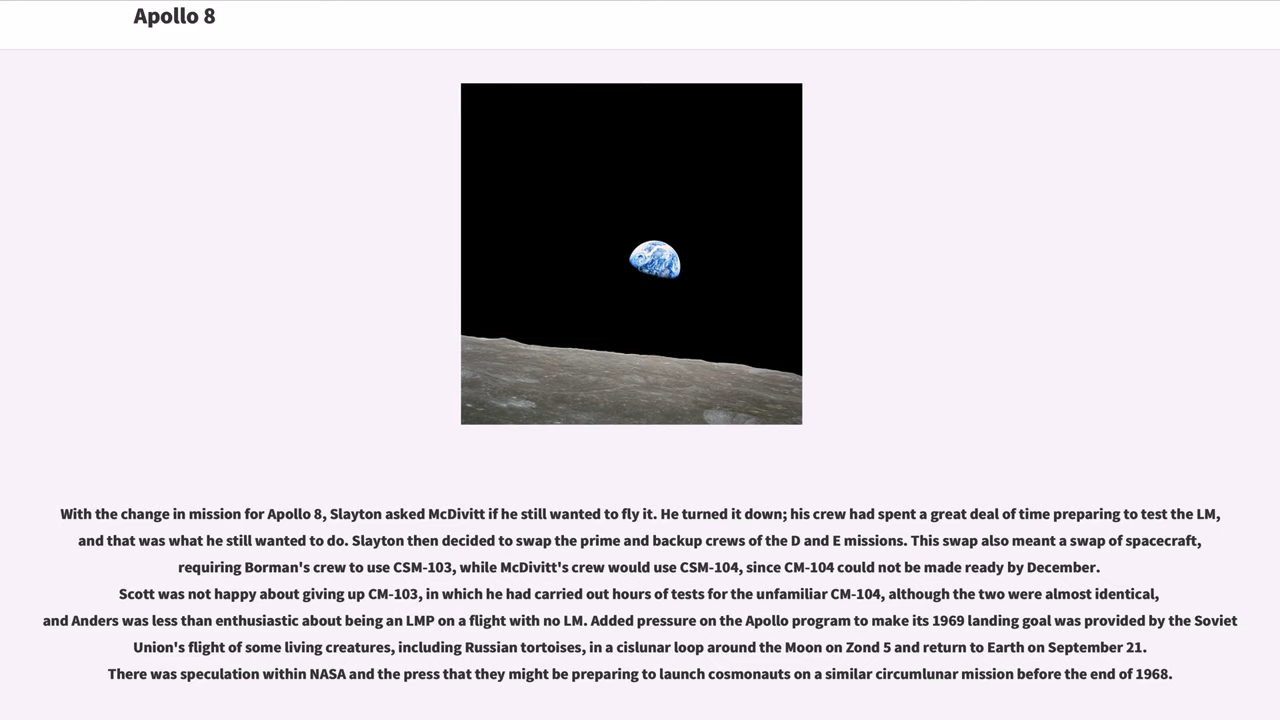 Apollo 8
With the change in mission for Apollo 8, Slayton asked McDivitt if he still wanted to fly it. He turned it down; his crew had spent a great deal of time preparing to test the LM,
and that was what he still wanted to do. Slayton then decided to swap the prime and backup crews of the D and E missions. This swap also meant a swap of spacecraft,
requiring Borman's crew to use CSM-103, while McDivitt's crew would use CSM-104, since CM-104 could not be made ready by December.
Scott was not happy about giving up CM-103, in which he had carried out hours of tests for the unfamiliar CM-104, although the two were almost identical,
and Anders was less than enthusiastic about being an LMP on a flight with no LM. Added pressure on the Apollo program to make its 1969 landing goal was provided by the Soviet
Union's flight of some living creatures, including Russian tortoises, in a cislunar loop around the Moon on Zond 5 and return to Earth on September 21.
There was speculation within NASA and the press that they might be preparing to launch cosmonauts on a similar circumlunar mission before the end of 1968.